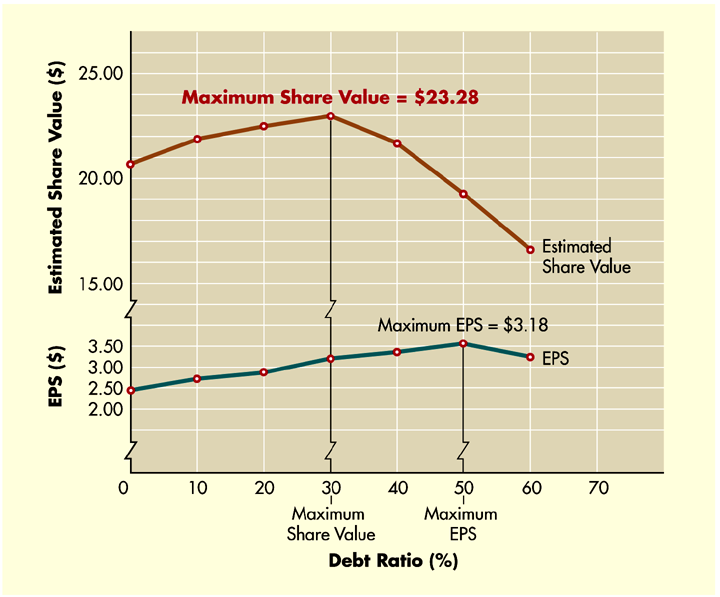 Estimated Share Value ($)
25.00
20.00
15.00
Maximum Share Value = $23.28
Estimated
Share Value
EPS ($)
3.50
3.00
2.50
2.00
Maximum EPS = $3.18
EPS
0 10 20 30 40 50 60 70
Maximum
Share Value
Maximum
EPS
Debt Ratio (%)